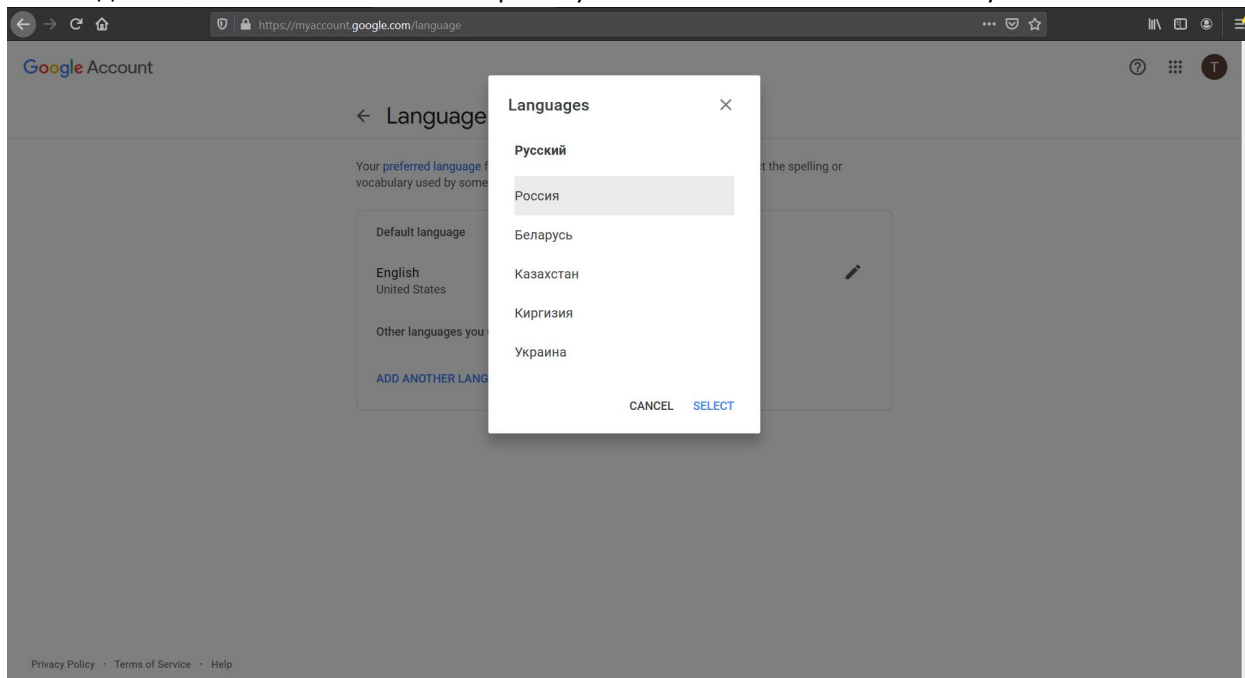 https://myaccount.google.com/language
Google Account
T
← Language
Languages
Русский
Your preferred language f
t the spelling or
vocabulary used by some
Россия
Default language
Беларусь
English
United States
Казахстан
Киргизия
Other languages you
Украина
ADD ANOTHER LANG
CANCEL SELECT
Privacy Policy · Terms of Service · Help